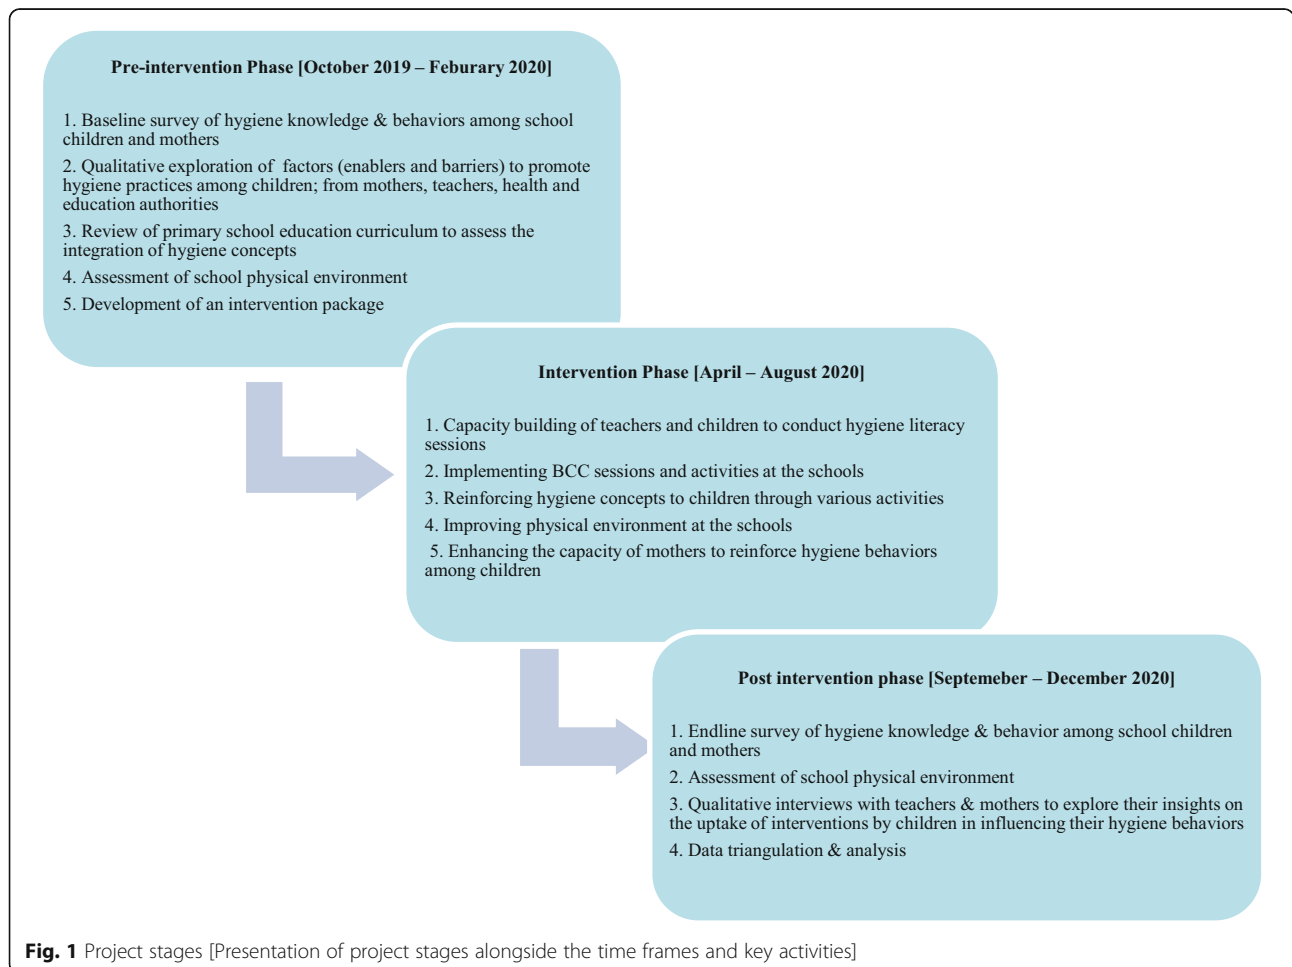 Pre-intervention Phase [October 2019 – Feburary 2020]
1. Baseline survey of hygiene knowledge & behaviors among school
children and mothers
2. Qualitative exploration of factors (enablers and barriers) to promote
hygiene practices among children; from mothers, teachers, health and
education authorities
3. Review of primary school education curriculum to assess the
integration of hygiene concepts
4. Assessment of school physical environment
5. Development of an intervention package
Intervention Phase [April – August 2020]
1. Capacity building of teachers and children to conduct hygiene literacy
sessions
2. Implementing BCC sessions and activities at the schools
3. Reinforcing hygiene concepts to children through various activities
4. Improving physical environment at the schools
5. Enhancing the capacity of mothers to reinforce hygiene behaviors
among children
Post intervention phase [Septemeber – December 2020]
1. Endline survey of hygiene knowledge & behavior among school children
and mothers
2. Assessment of school physical environment
3. Qualitative interviews with teachers & mothers to explore their insights on
the uptake of interventions by children in influencing their hygiene behaviors
4. Data triangulation & analysis
Fig. 1 Project stages [Presentation of project stages alongside the time frames and key activities]